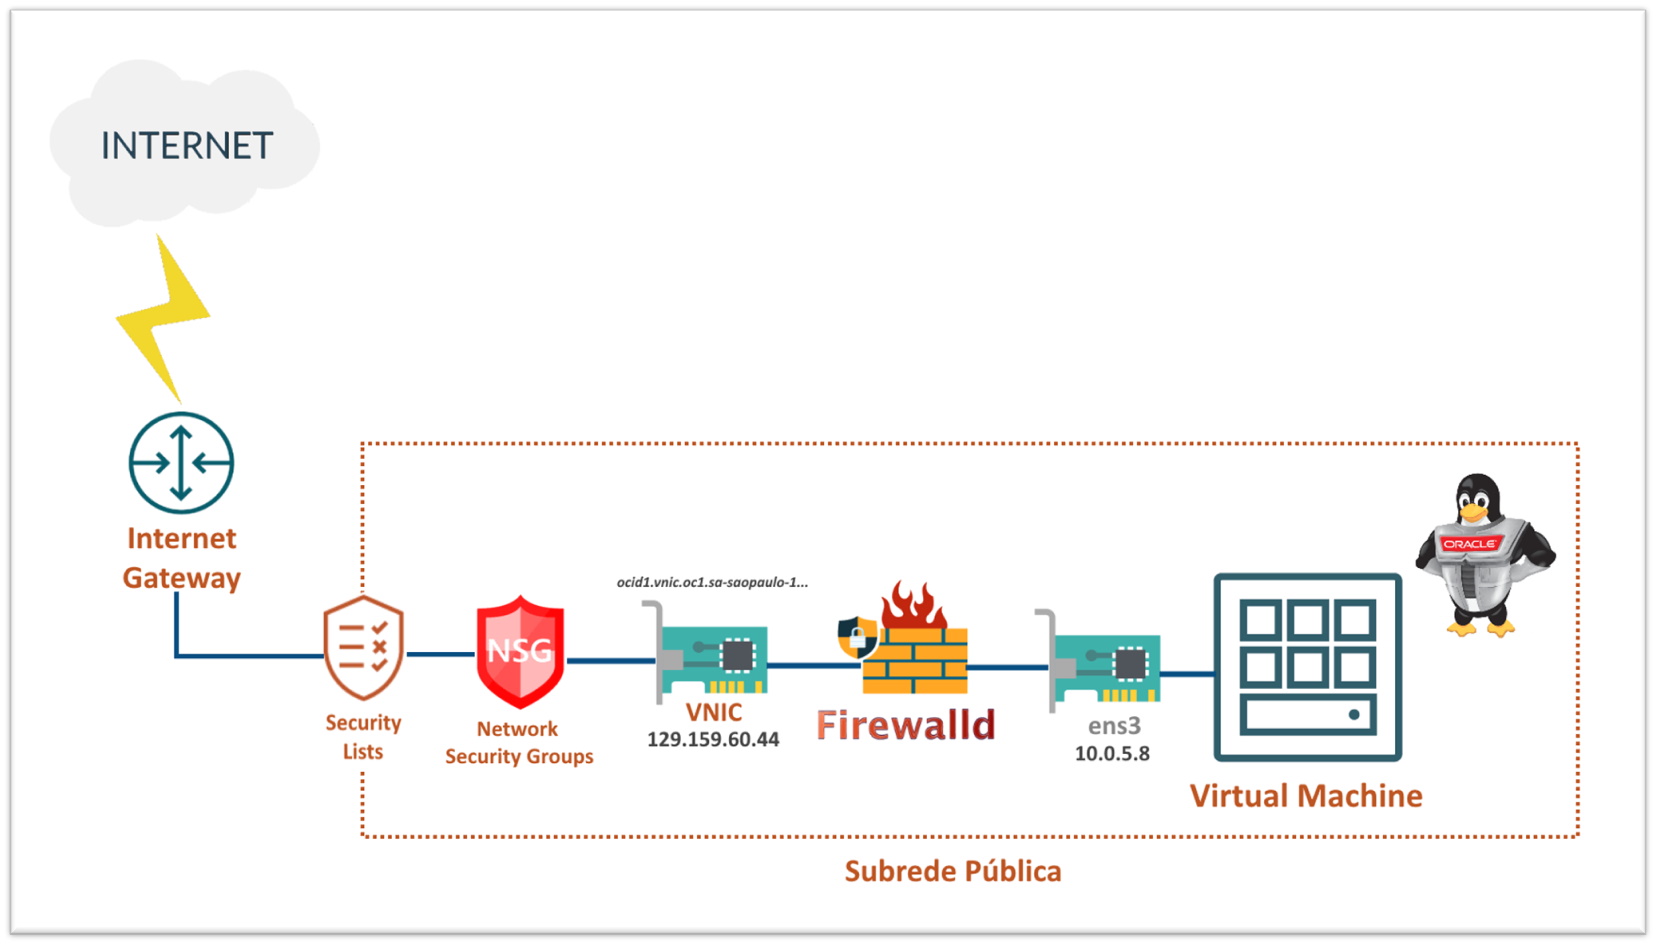 INTERNET
Internet
Gateway
Security
Lists
NSG
Network
Security Groups
ocid1.vnic.oc1.sa-saopaulo-1...
VNIC
129.159.60.44
Firewalld
ens3
10.0.5.8
ORACLE
Virtual Machine
Subrede Pública